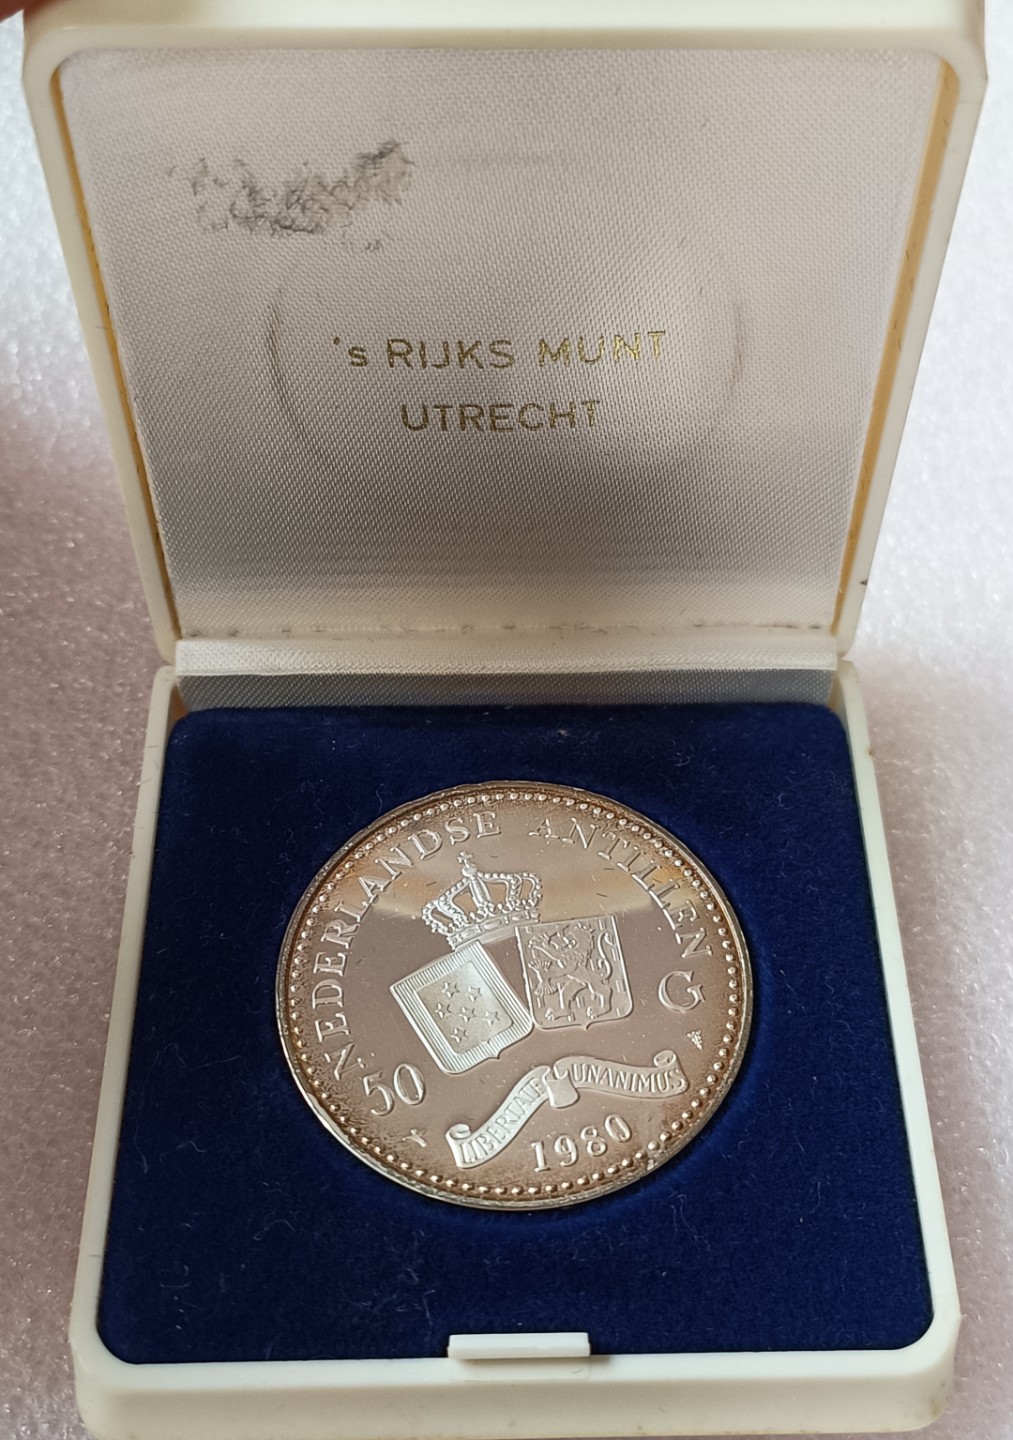 's RIJKS MUNT
UTRECHT
NEDERLANDSE ANTILLEN
50 G
LIBERTATE UNANIMUS
1980